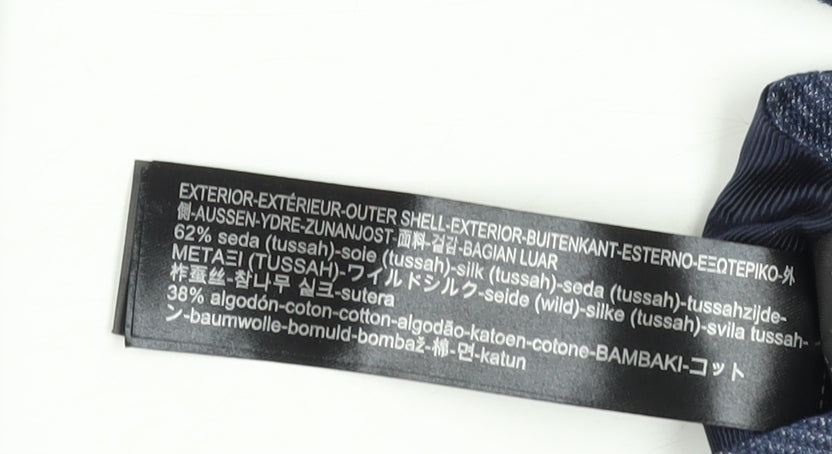 EXTERIOR-EXTÉRIEUR-OUTER SHELL-EXTERIOR-BUITENKANT-ESTERNO-ΕΞΩΤΕΡΙΚΟ-外
側-AUSSEN-YDRE-ZUNANJOST-面料-겉감-BAGIAN LUAR
62% seda (tussah)-soie (tussah)-silk (tussah)-seda (tussah)-tussahzijde-
ΜΕΤΑΞΙ (TUSSAH)-ワイルドシルク-seide (wild)-silke (tussah)-svila tussah-
柞蚕丝-참나무 실크-sutera
38% algodón-coton-cotton-algodão-katoen-cotone-ΒΑΜΒΑΚΙ-コット
ン-baumwolle-bomuld-bombaž-棉-면-katun